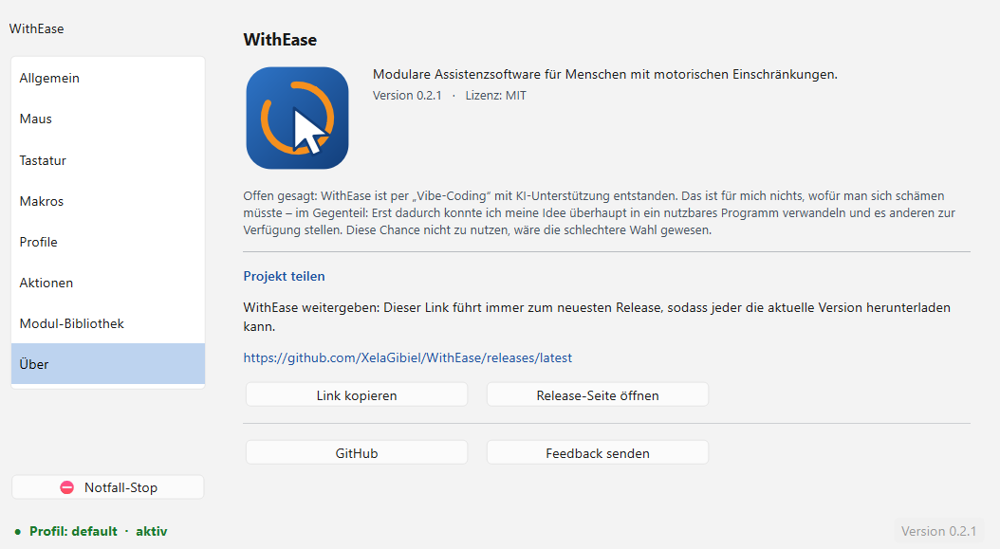 WithEase
Allgemein
Maus
Tastatur
Makros
Profile
Aktionen
Modul-Bibliothek
Über
Notfall-Stop
Profil: default · aktiv
WithEase
Modulare Assistenzsoftware für Menschen mit motorischen Einschränkungen.
Version 0.2.1 · Lizenz: MIT
Offen gesagt: WithEase ist per „Vibe-Coding“ mit KI-Unterstützung entstanden. Das ist für mich nichts, wofür man sich schämen
müsste – im Gegenteil: Erst dadurch konnte ich meine Idee überhaupt in ein nutzbares Programm verwandeln und es anderen zur
Verfügung stellen. Diese Chance nicht zu nutzen, wäre die schlechtere Wahl gewesen.
Projekt teilen
WithEase weitergeben: Dieser Link führt immer zum neuesten Release, sodass jeder die aktuelle Version herunterladen
kann.
https://github.com/XelaGibiel/WithEase/releases/latest
Link kopieren
Release-Seite öffnen
GitHub
Feedback senden
Version 0.2.1